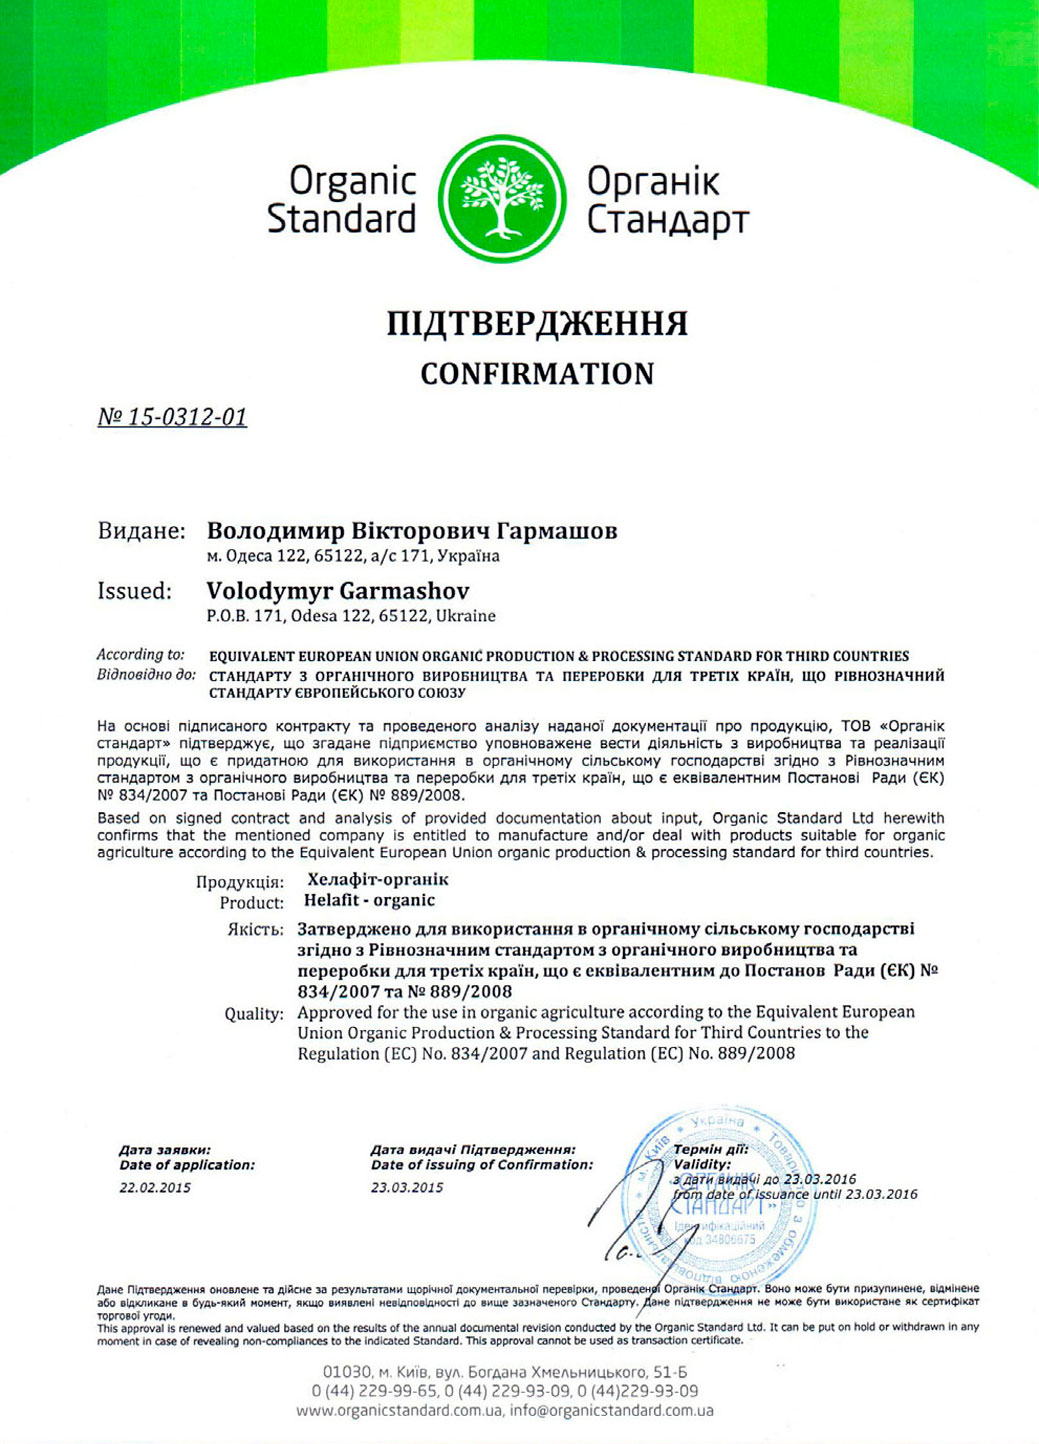 Organic
Standard
Органік
Стандарт
ПІДТВЕРДЖЕННЯ
CONFIRMATION
№ 15-0312-01
Видане: Володимир Вікторович Гармашов
м. Одеса 122, 65122, а/с 171, Україна
Issued: Volodymyr Garmashov
P.O.B. 171, Odesa 122, 65122, Ukraine
According to: EQUIVALENT EUROPEAN UNION ORGANIC PRODUCTION & PROCESSING STANDARD FOR THIRD COUNTRIES
Відповідно до: СТАНДАРТУ З ОРГАНІЧНОГО ВИРОБНИЦТВА ТА ПЕРЕРОБКИ ДЛЯ ТРЕТІХ КРАЇН, ЩО РІВНОЗНАЧНИЙ
СТАНДАРТУ ЄВРОПЕЙСЬКОГО СОЮЗУ
На основі підписаного контракту та проведеного аналізу наданої документації про продукцію, ТОВ «Органік
стандарт» підтверджує, що згадане підприємство уповноважене вести діяльність з виробництва та реалізації
продукції, що є придатною для використання в органічному сільському господарстві згідно з Рівнозначним
стандартом з органічного виробництва та переробки для третіх країн, що є еквівалентним Постанові Ради (ЄК)
№ 834/2007 та Постанові Ради (ЄК) № 889/2008.
Based on signed contract and analysis of provided documentation about input, Organic Standard Ltd herewith
confirms that the mentioned company is entitled to manufacture and/or deal with products suitable for organic
agriculture according to the Equivalent European Union organic production & processing standard for third countries.
Продукція: Хелафіт-органік
Product: Helafit - organic
Якість: Затверджено для використання в органічному сільському господарстві
згідно з Рівнозначним стандартом з органічного виробництва та
переробки для третіх країн, що є еквівалентним до Постанов Ради (ЄК) №
834/2007 та № 889/2008
Quality: Approved for the use in organic agriculture according to the Equivalent European
Union Organic Production & Processing Standard for Third Countries to the
Regulation (EC) No. 834/2007 and Regulation (EC) No. 889/2008
Дата заявки:
Date of application:
22.02.2015
Дата видачі Підтвердження:
Date of issuing of Confirmation:
23.03.2015
Термін дії:
Validity:
з дати видачі до 23.03.2016
from date of issuance until 23.03.2016
м. Київ * Україна * Товариство з обмеженою відповідальністю
ОРГАНІК
СТАНДАРТ»
Ідентифікаційний
код 34806675
Дане Підтвердження оновлене та дійсне за результатами щорічної документальної перевірки, проведеної Органік Стандарт. Воно може бути призупинене, відмінене
або відкликане в будь-який момент, якщо виявлені невідповідності до вище зазначеного Стандарту. Дане підтвердження не може бути використане як сертифікат
торгової угоди.
This approval is renewed and valued based on the results of the annual documental revision conducted by the Organic Standard Ltd. It can be put on hold or withdrawn in any
moment in case of revealing non-compliances to the indicated Standard. This approval cannot be used as transaction certificate.
01030, м. Київ, вул. Богдана Хмельницького, 51-Б
0 (44) 229-99-65, 0 (44) 229-93-09, 0 (44)229-93-09
www.organicstandard.com.ua, info@organicstandard.com.ua